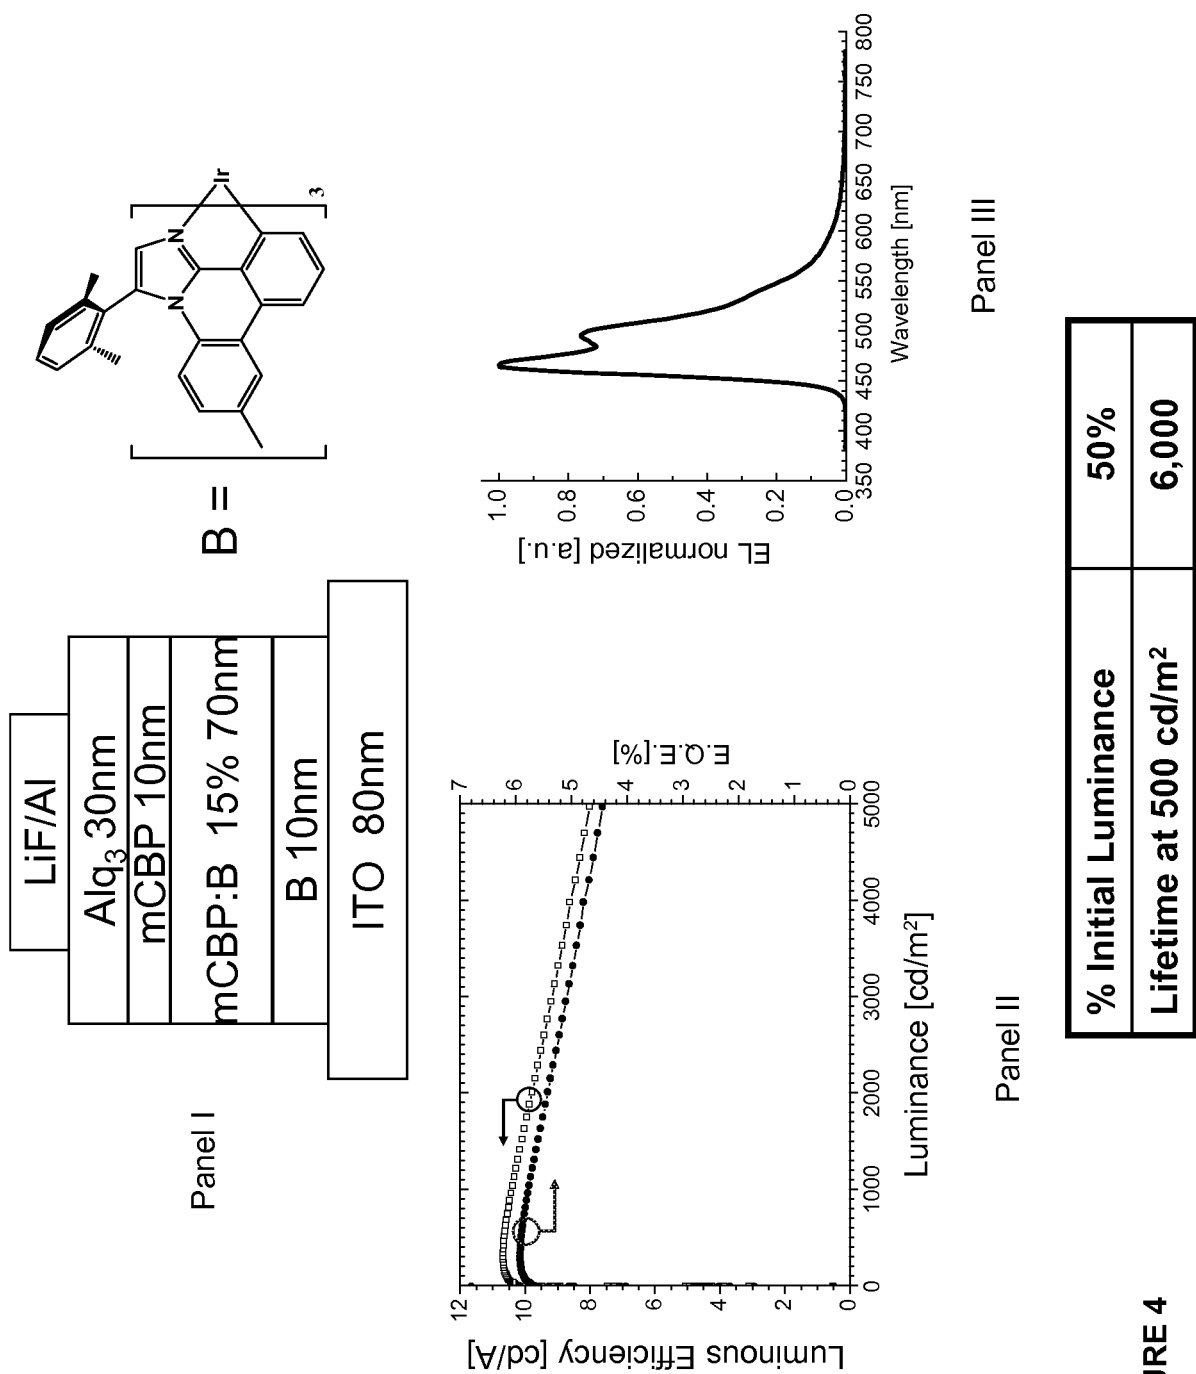 LiF/Al
Alq3 30nm
mCBP 10nm
mCBP:B 15% 70nm
B 10nm
ITO 80nm
Panel I
B =
N
N
Ir
3
Luminous Efficiency [cd/A]
12
10
8
6
4
2
0
E.Q.E.[%]
7
6
5
4
3
2
1
0
0
1000
2000
3000
4000
5000
Luminance [cd/m2]
Panel II
EL normalized [a.u.]
1.0
0.8
0.6
0.4
0.2
0.0
350
400
450
500
550
600
650
700
750
800
Wavelength [nm]
Panel III
% Initial Luminance 50%
Lifetime at 500 cd/m2 6,000
URE 4